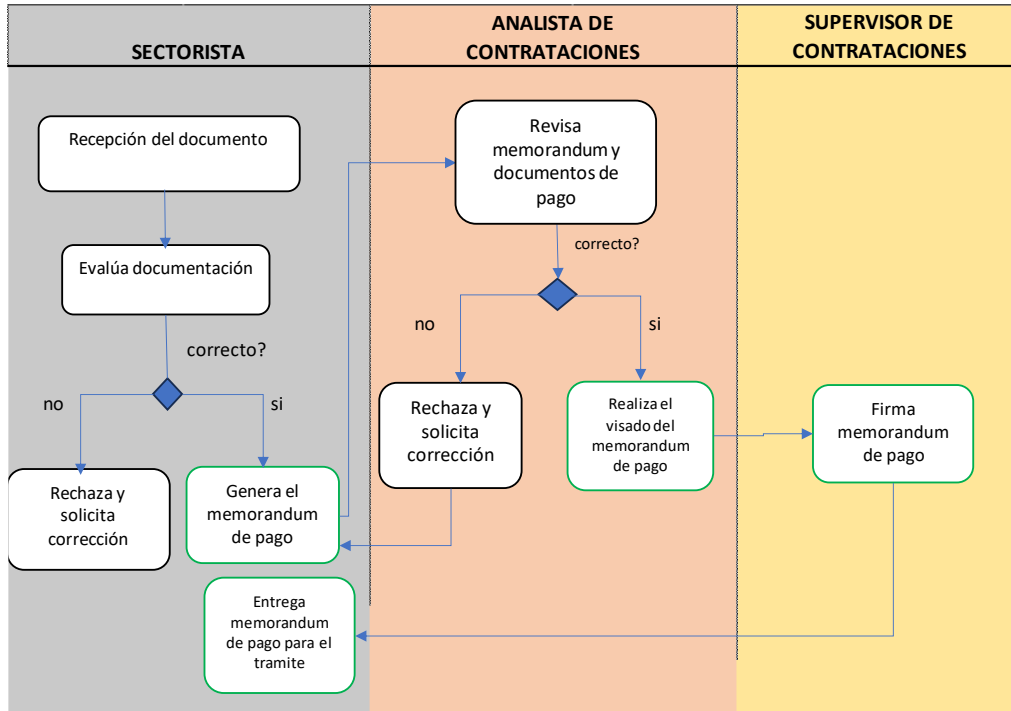 SECTORISTA
ANALISTA DE
CONTRATACIONES
SUPERVISOR DE
CONTRATACIONES
Recepción del documento
Evalúa documentación
correcto?
no
si
Rechaza y
solicita
corrección
Genera el
memorandum
de pago
Entrega
memorandum
de pago para el
tramite
Revisa
memorandum y
documentos de
pago
correcto?
no
si
Rechaza y
solicita
corrección
Realiza el
visado del
memorandum
de pago
Firma
memorandum
de pago